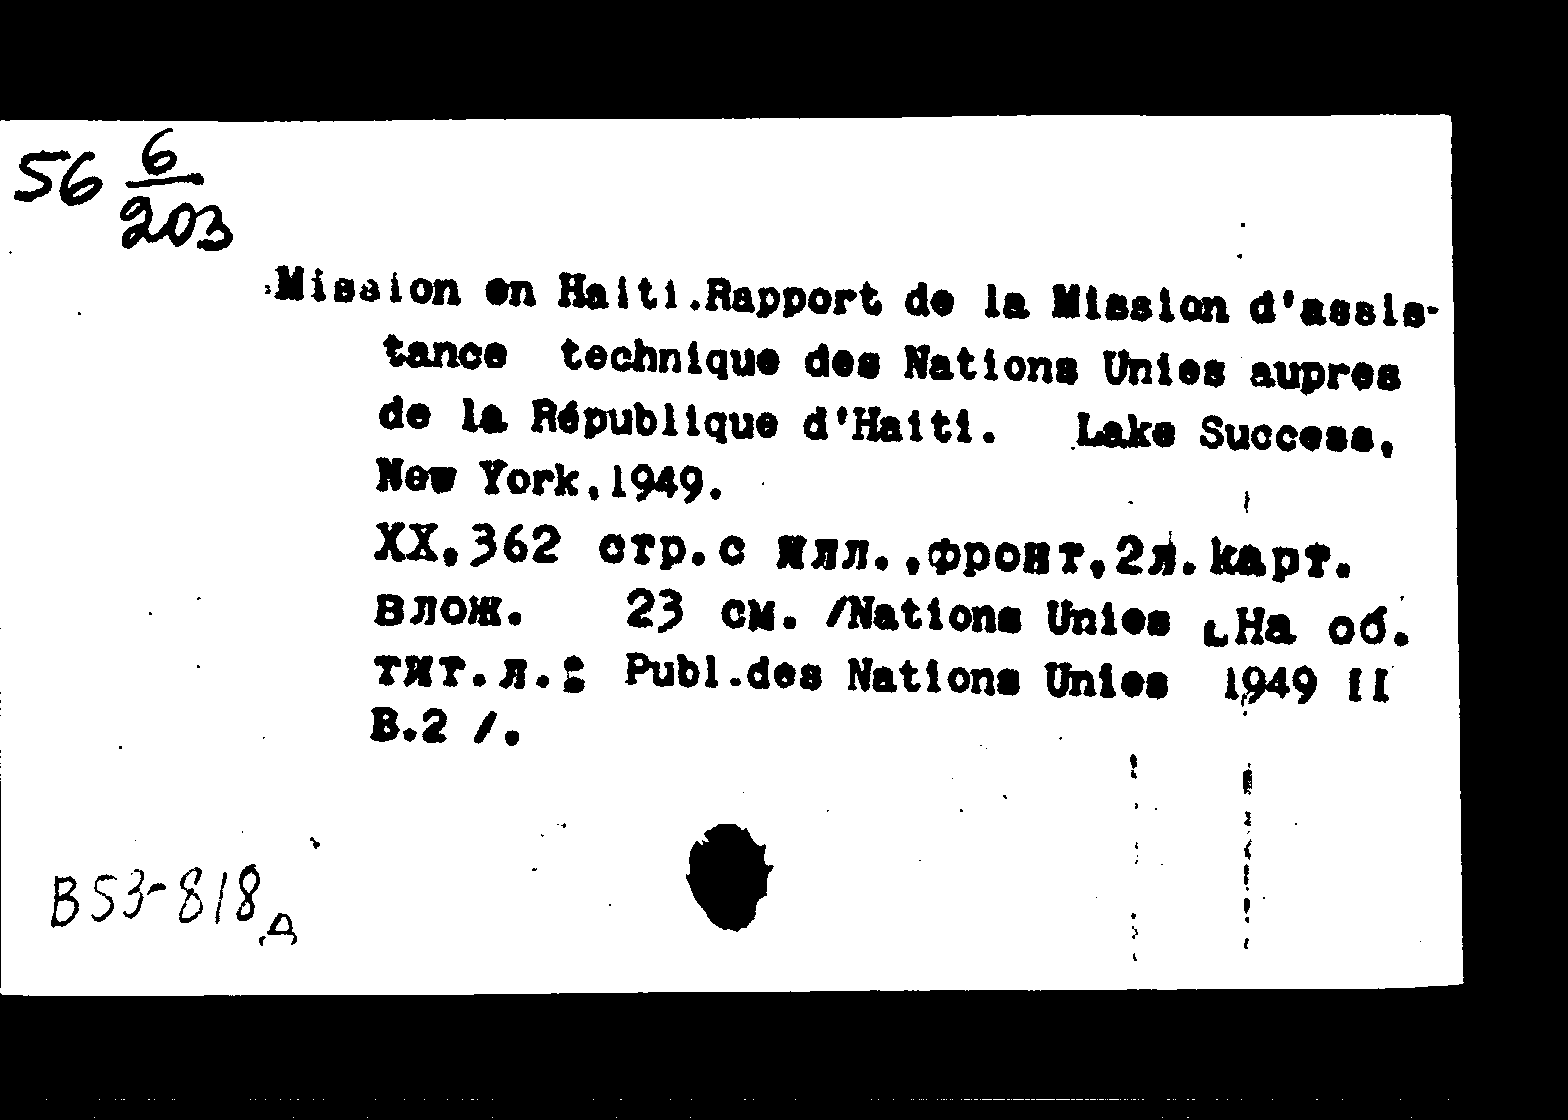 56 6/203
Mission en Haiti.Rapport de la Mission d'assis-
tance technique des Nations Unies aupres
de la République d'Haiti. Lake Success,
New York,1949.
XX,362 стр.с илл.,фронт,2л.карт.
влож. 23 см. /Nations Unies .На об.
тит.л.: Publ.des Nations Unies 1949 II
B.2 /.
В53-818д